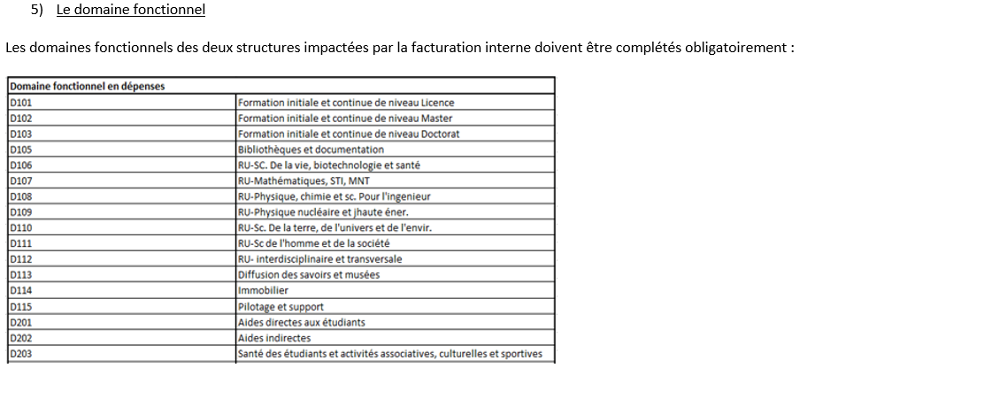 5) Le domaine fonctionnel
Les domaines fonctionnels des deux structures impactées par la facturation interne doivent être complétés obligatoirement :
Domaine fonctionnel en dépenses
D101 Formation initiale et continue de niveau Licence
D102 Formation initiale et continue de niveau Master
D103 Formation initiale et continue de niveau Doctorat
D105 Bibliothèques et documentation
D106 RU-SC. De la vie, biotechnologie et santé
D107 RU-Mathématiques, STI, MNT
D108 RU-Physique, chimie et sc. Pour l'ingenieur
D109 RU-Physique nucléaire et jhaute éner.
D110 RU-Sc. De la terre, de l'univers et de l'envir.
D111 RU-Sc de l'homme et de la société
D112 RU- interdisciplinaire et transversale
D113 Diffusion des savoirs et musées
D114 Immobilier
D115 Pilotage et support
D201 Aides directes aux étudiants
D202 Aides indirectes
D203 Santé des étudiants et activités associatives, culturelles et sportives